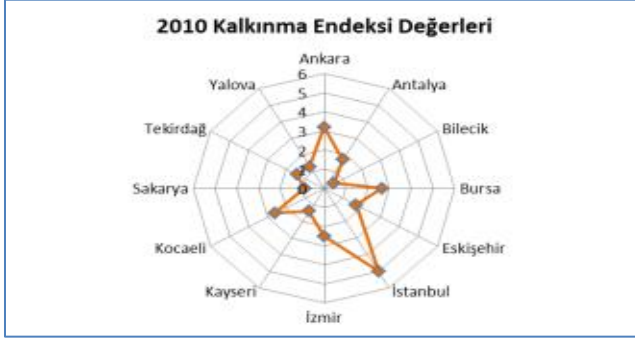 2010 Kalkınma Endeksi Değerleri
Ankara
Antalya
Bilecik
Bursa
Eskişehir
İstanbul
İzmir
Kayseri
Kocaeli
Sakarya
Tekirdağ
Yalova
6
5
4
3
2
1
0